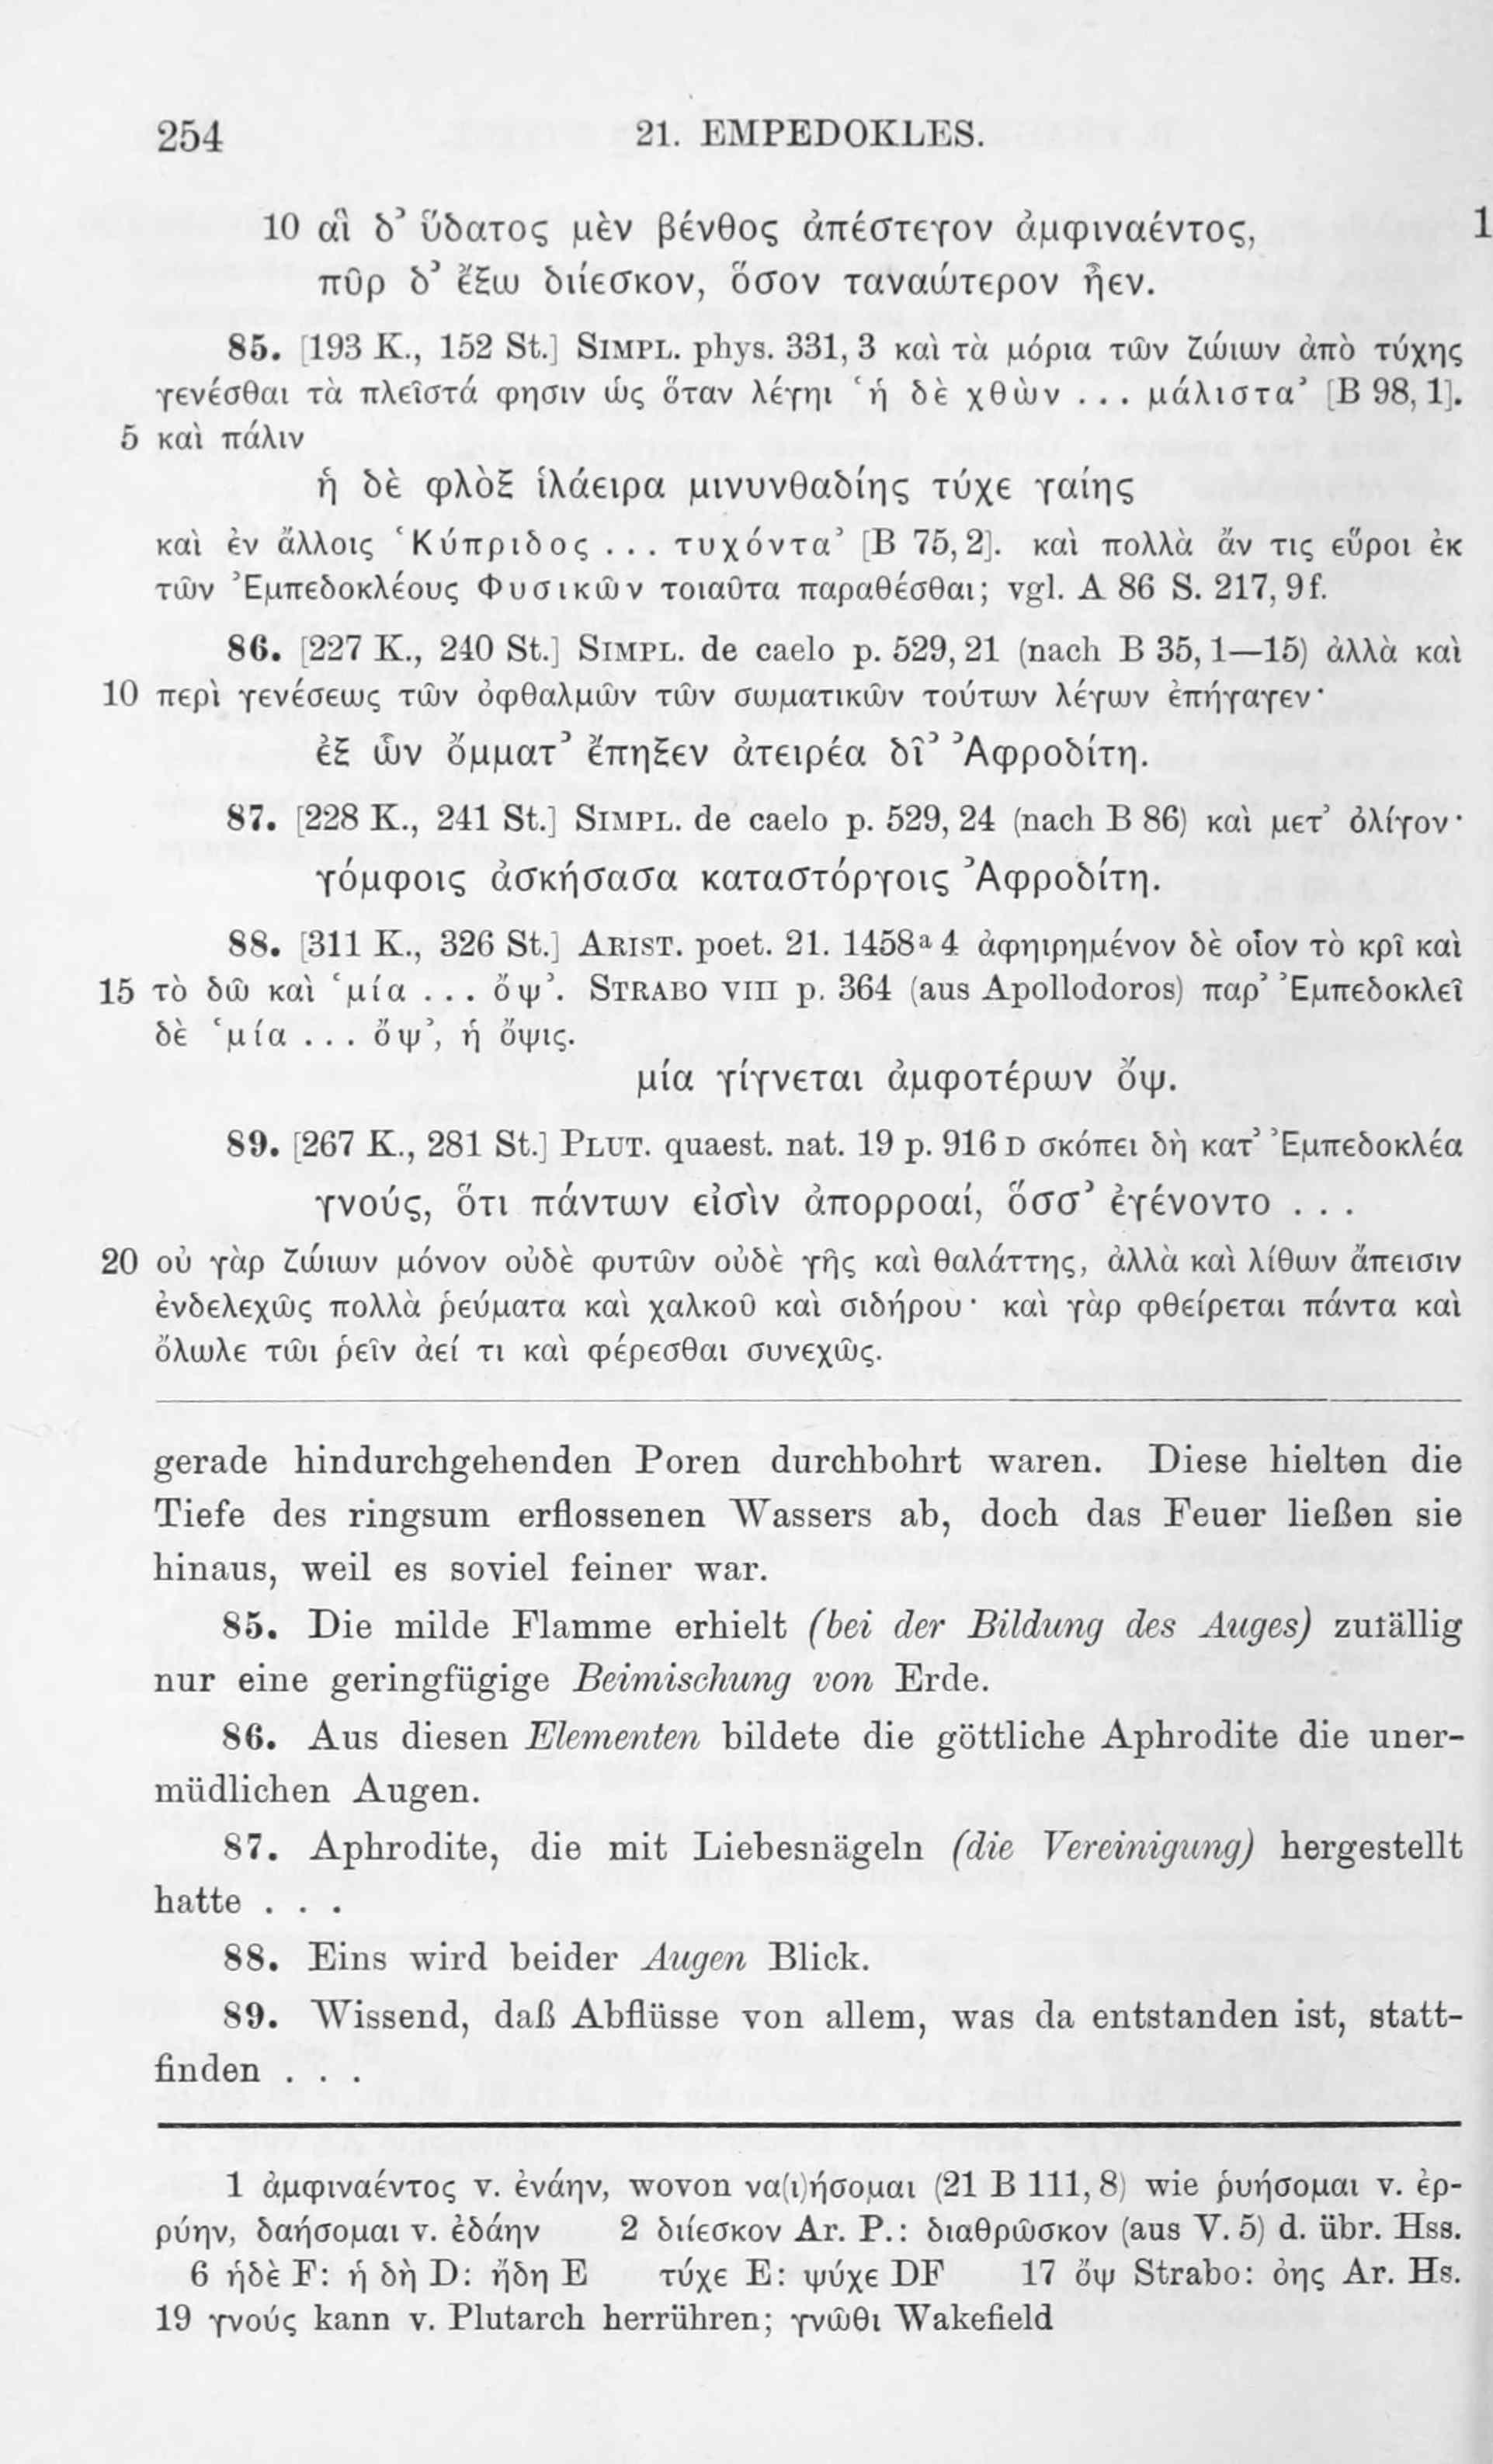 254 21. EMPEDOKLES.
10 αἳ δ’ ὕδατος μὲν βένθος ἀπέστεγον ἀμφιναέντος, 1
πῦρ δ’ ἔξω διίεσκον, ὅσον ταναώτερον ἦεν.
85. [193 K., 152 St.] SIMPL. phys. 331, 3 καὶ τὰ μόρια τῶν ζώιων ἀπὸ τύχης
γενέσθαι τὰ πλεῖστά φησιν ὡς ὅταν λέγηι ‘ἡ δὲ χθὼν ... μάλιστα’ [B 98, 1].
5 καὶ πάλιν
ἡ δὲ φλὸξ ἱλάειρα μινυνθαδίης τύχε γαίης
καὶ ἐν ἄλλοις ‘Κύπριδος ... τυχόντα’ [B 75, 2]. καὶ πολλὰ ἄν τις εὕροι ἐκ
τῶν Ἐμπεδοκλέους Φυσικῶν τοιαῦτα παραθέσθαι; vgl. A 86 S. 217, 9 f.
86. [227 K., 240 St.] SIMPL. de caelo p. 529, 21 (nach B 35, 1—15) ἀλλὰ καὶ
10 περὶ γενέσεως τῶν ὀφθαλμῶν τῶν σωματικῶν τούτων λέγων ἐπήγαγεν·
ἐξ ὧν ὄμματ’ ἔπηξεν ἀτειρέα δῖ’ Ἀφροδίτη.
87. [228 K., 241 St.] SIMPL. de caelo p. 529, 24 (nach B 86) καὶ μετ’ ὀλίγον·
γόμφοις ἀσκήσασα καταστόργοις Ἀφροδίτη.
88. [311 K., 326 St.] ARIST. poet. 21. 1458ª 4 ἀφηιρημένον δὲ οἷον τὸ κρῖ καὶ
15 τὸ δῶ καὶ ‘μία ... ὄψ’. STRABO VIII p. 364 (aus Apollodoros) παρ’ Ἐμπεδοκλεῖ
δὲ ‘μία ... ὄψ’, ἡ ὄψις.
μία γίγνεται ἀμφοτέρων ὄψ.
89. [267 K., 281 St.] PLUT. quaest. nat. 19 p. 916 D σκόπει δὴ κατ’ Ἐμπεδοκλέα
γνούς, ὅτι πάντων εἰσὶν ἀπορροαί, ὅσσ’ ἐγένοντο ...
20 οὐ γὰρ ζώιων μόνον οὐδὲ φυτῶν οὐδὲ γῆς καὶ θαλάττης, ἀλλὰ καὶ λίθων ἄπεισιν
ἐνδελεχῶς πολλὰ ῥεύματα καὶ χαλκοῦ καὶ σιδήρου· καὶ γὰρ φθείρεται πάντα καὶ
ὄλωλε τῶι ῥεῖν ἀεί τι καὶ φέρεσθαι συνεχῶς.
gerade hindurchgehenden Poren durchbohrt waren. Diese hielten die
Tiefe des ringsum erflossenen Wassers ab, doch das Feuer ließen sie
hinaus, weil es soviel feiner war.
85. Die milde Flamme erhielt (bei der Bildung des Auges) zufällig
nur eine geringfügige Beimischung von Erde.
86. Aus diesen Elementen bildete die göttliche Aphrodite die uner-
müdlichen Augen.
87. Aphrodite, die mit Liebesnägeln (die Vereinigung) hergestellt
hatte ...
88. Eins wird beider Augen Blick.
89. Wissend, daß Abflüsse von allem, was da entstanden ist, statt-
finden ...
1 ἀμφιναέντος v. ἐνάην, wovon να(ι)ήσομαι (21 B 111, 8) wie ῥυήσομαι v. ἐρ-
ρύην, δαήσομαι v. ἐδάην 2 διίεσκον Ar. P.: διαθρῶσκον (aus V. 5) d. übr. Hss.
6 ἡδὲ F: ἡ δὴ D: ἤδη E τύχε E: ψύχε DF 17 ὄψ Strabo: ὀης Ar. Hs.
19 γνούς kann v. Plutarch herrühren; γνῶθι Wakefield